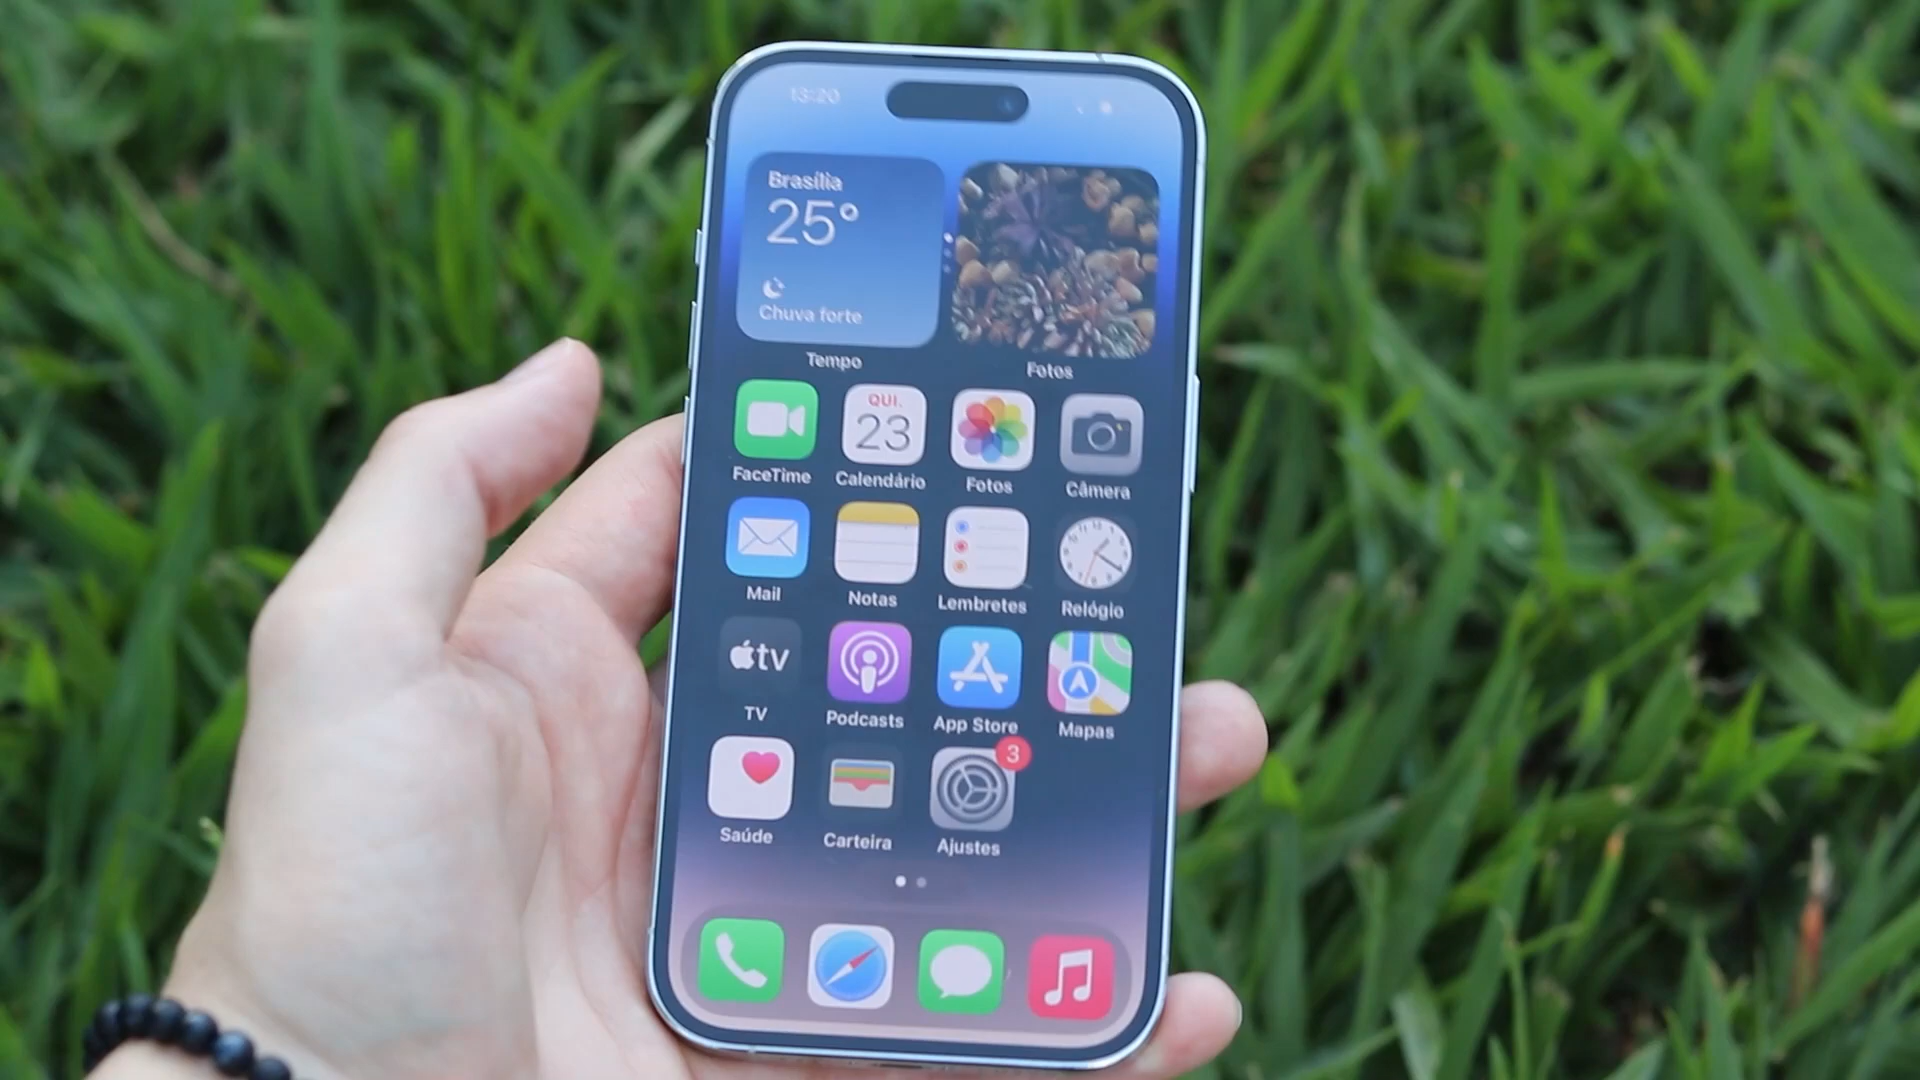 13:20
Brasília
25°
Chuva forte
Tempo
Fotos
QUI.
23
FaceTime
Calendário
Fotos
Câmera
Mail
Notas
Lembretes
Relógio
tv
TV
Podcasts
App Store
Mapas
3
Saúde
Carteira
Ajustes